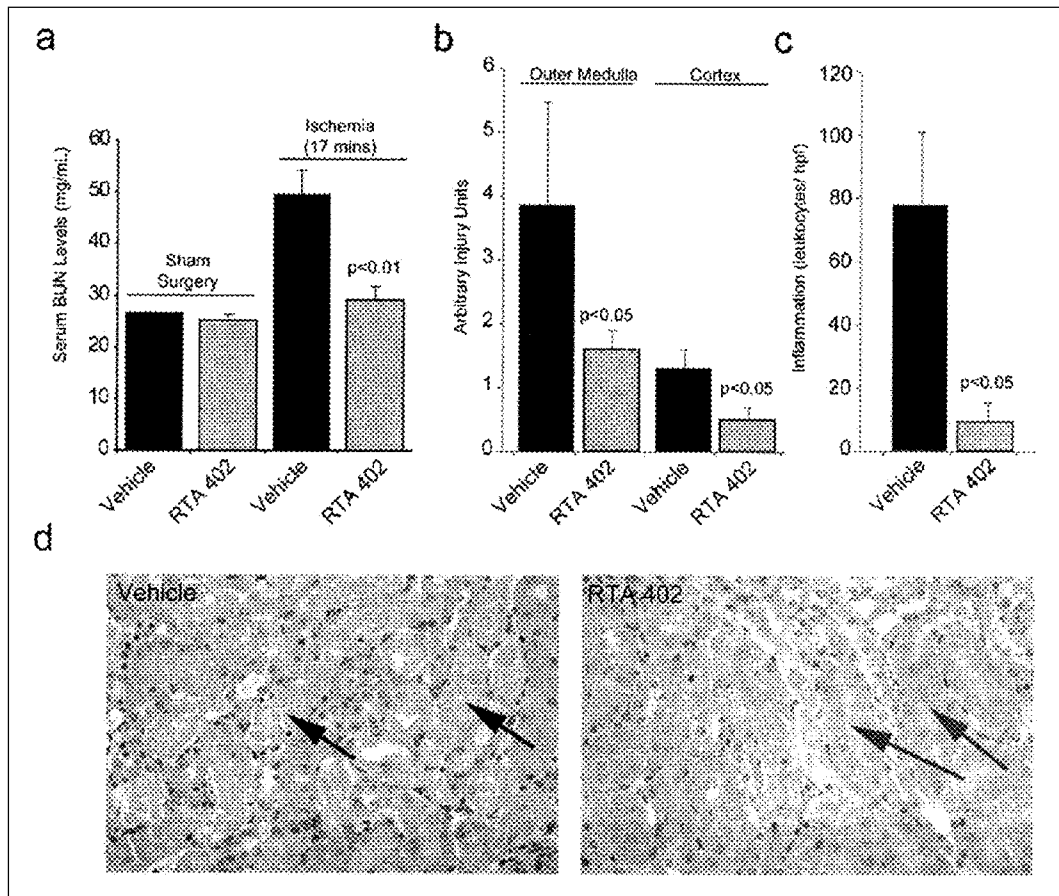 a
Serum BUN Levels (mg/mL)
60
50
40
30
20
10
0
Sham
Surgery
Ischemia
(17 mins)
p<0.01
Vehicle
RTA 402
Vehicle
RTA 402
b
Arbitrary Injury Units
6
5
4
3
2
1
0
Outer Medulla
Cortex
p<0.05
p<0.05
Vehicle
RTA 402
Vehicle
RTA 402
c
Inflammation (leukocytes/ hpf)
120
100
80
60
40
20
0
p<0.05
Vehicle
RTA 402
d
Vehicle
RTA 402